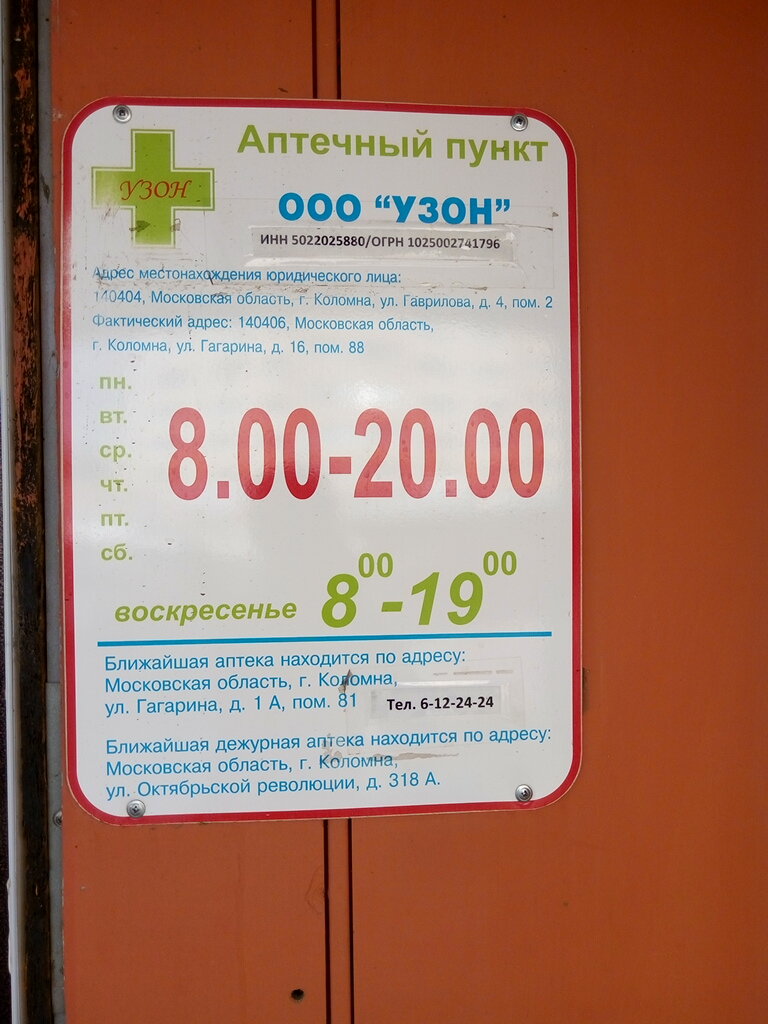 Аптечный пункт
УЗОН
ООО “УЗОН”
ИНН 5022025880/ОГРН 1025002741796
Адрес местонахождения юридического лица:
140404, Московская область, г. Коломна, ул. Гаврилова, д. 4, пом. 2
Фактический адрес: 140406, Московская область,
г. Коломна, ул. Гагарина, д. 16, пом. 88
пн.
вт.
ср.
чт.
пт.
сб.
8.00-20.00
воскресенье 8⁰⁰-19⁰⁰
Ближайшая аптека находится по адресу:
Московская область, г. Коломна,
ул. Гагарина, д. 1 А, пом. 81 Тел. 6-12-24-24
Ближайшая дежурная аптека находится по адресу:
Московская область, г. Коломна,
ул. Октябрьской революции, д. 318 А.